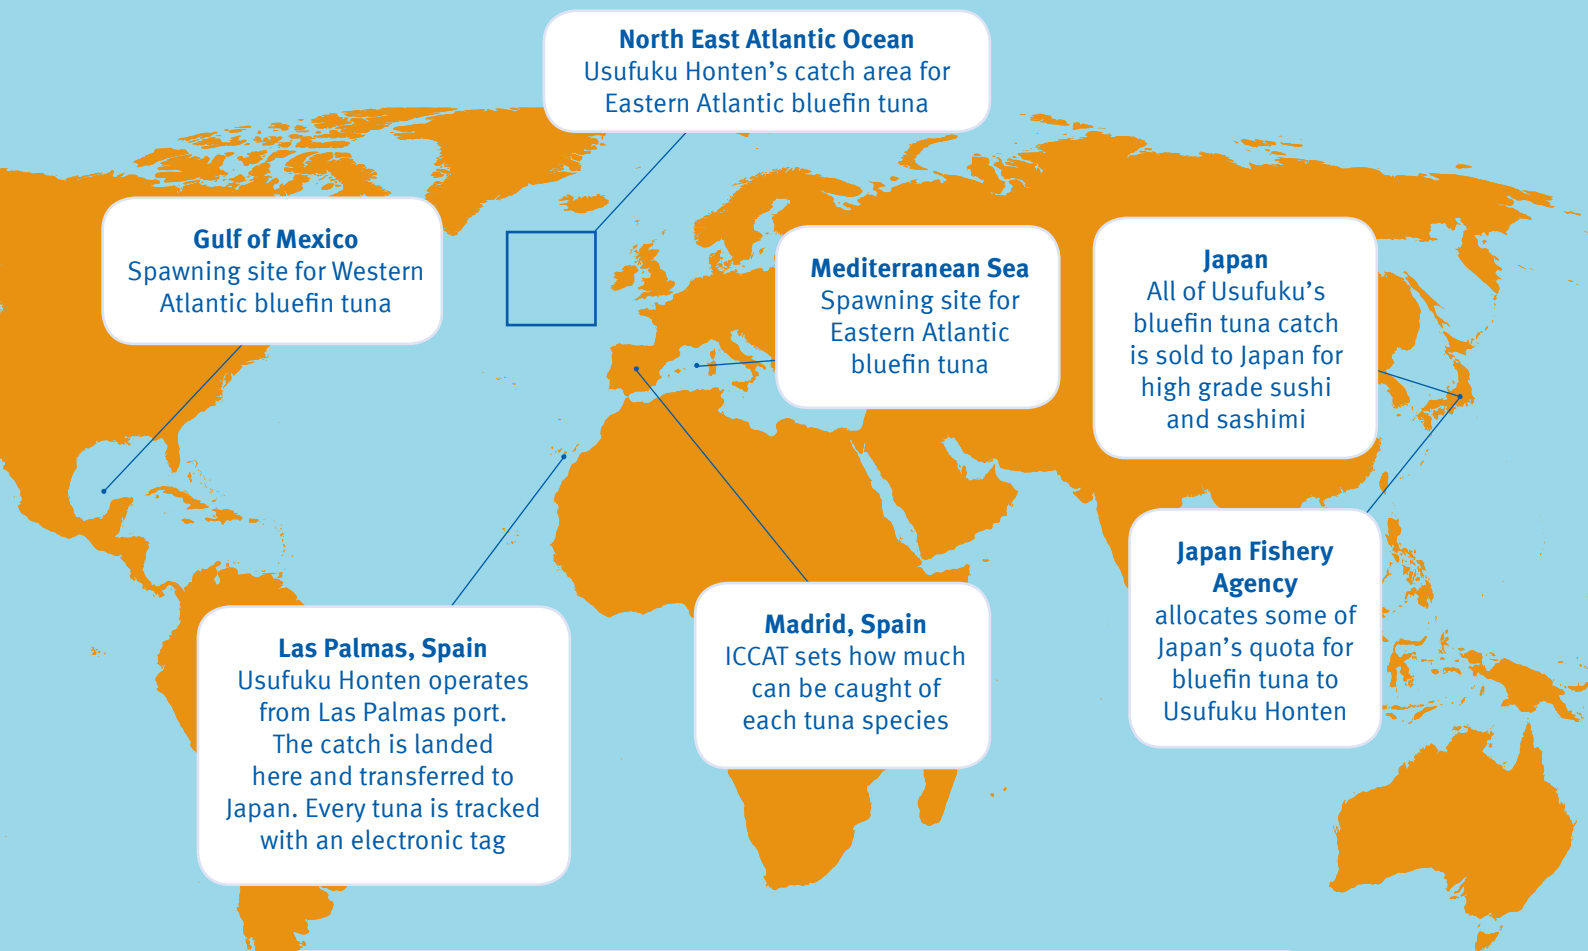 North East Atlantic Ocean
Usufuku Honten’s catch area for
Eastern Atlantic bluefin tuna
Gulf of Mexico
Spawning site for Western
Atlantic bluefin tuna
Mediterranean Sea
Spawning site for
Eastern Atlantic
bluefin tuna
Japan
All of Usufuku’s
bluefin tuna catch
is sold to Japan for
high grade sushi
and sashimi
Las Palmas, Spain
Usufuku Honten operates
from Las Palmas port.
The catch is landed
here and transferred to
Japan. Every tuna is tracked
with an electronic tag
Madrid, Spain
ICCAT sets how much
can be caught of
each tuna species
Japan Fishery
Agency
allocates some of
Japan’s quota for
bluefin tuna to
Usufuku Honten